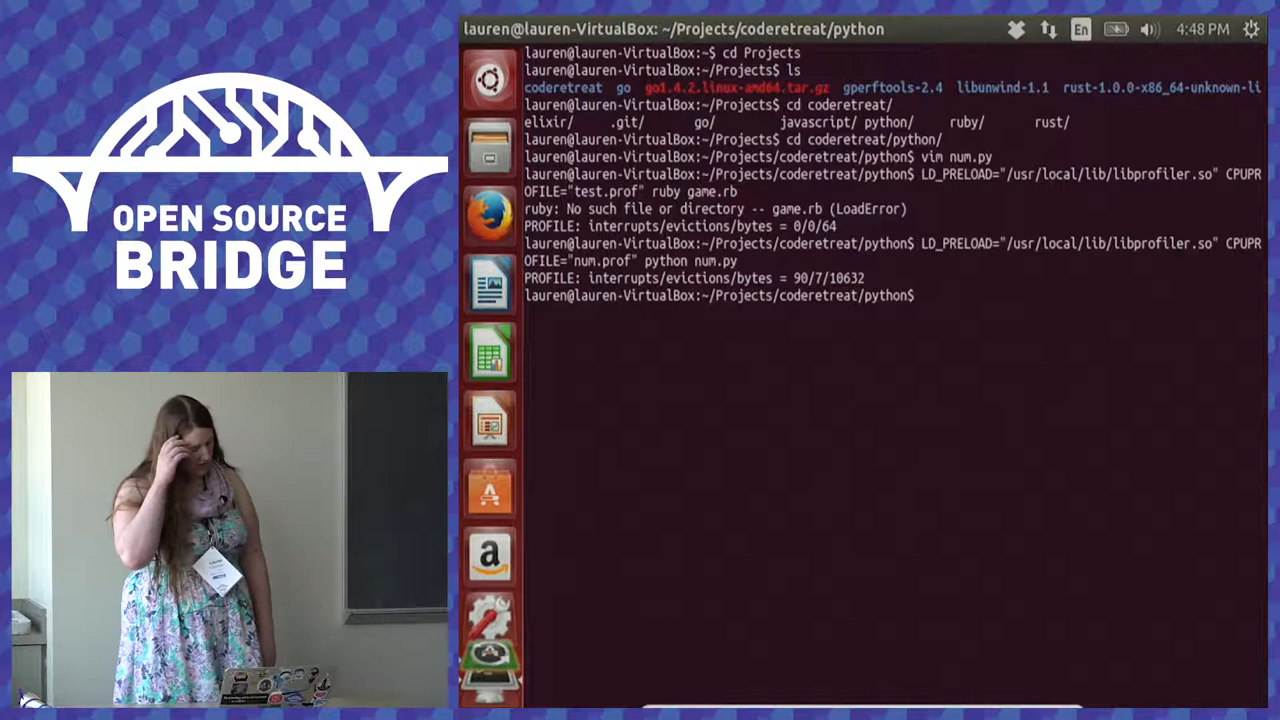 OPEN SOURCE
BRIDGE
Lauren
lauren@lauren-VirtualBox: ~/Projects/coderetreat/python
En
4:48 PM
lauren@lauren-VirtualBox:~$ cd Projects
lauren@lauren-VirtualBox:~/Projects$ ls
coderetreat go go1.4.2.linux-amd64.tar.gz gperftools-2.4 libunwind-1.1 rust-1.0.0-x86_64-unknown-li
lauren@lauren-VirtualBox:~/Projects$ cd coderetreat/
elixir/ .git/ go/ javascript/ python/ ruby/ rust/
lauren@lauren-VirtualBox:~/Projects$ cd coderetreat/python/
lauren@lauren-VirtualBox:~/Projects/coderetreat/python$ vim num.py
lauren@lauren-VirtualBox:~/Projects/coderetreat/python$ LD_PRELOAD="/usr/local/lib/libprofiler.so" CPUPR
OFILE="test.prof" ruby game.rb
ruby: No such file or directory -- game.rb (LoadError)
PROFILE: interrupts/evictions/bytes = 0/0/64
lauren@lauren-VirtualBox:~/Projects/coderetreat/python$ LD_PRELOAD="/usr/local/lib/libprofiler.so" CPUPR
OFILE="num.prof" python num.py
PROFILE: interrupts/evictions/bytes = 90/7/10632
lauren@lauren-VirtualBox:~/Projects/coderetreat/python$